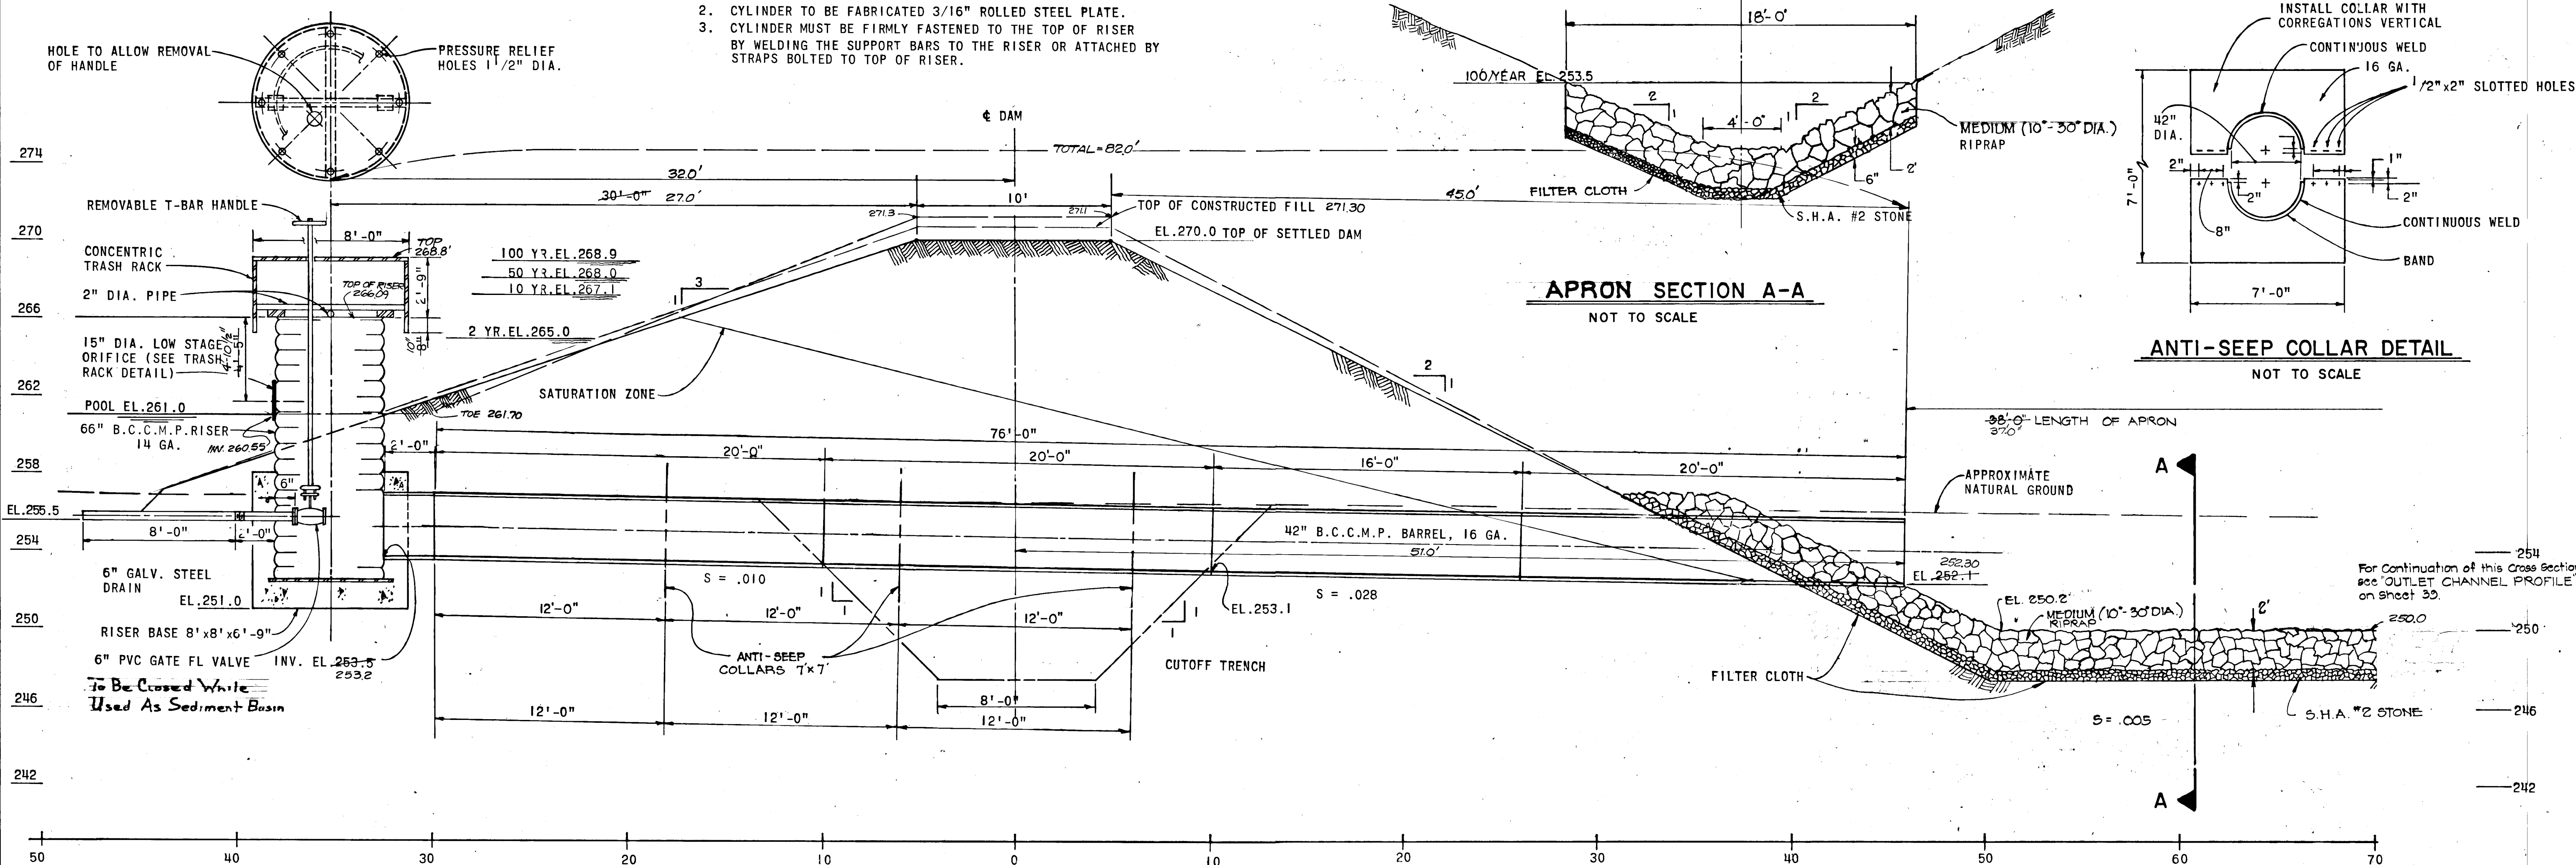 2. CYLINDER TO BE FABRICATED 3/16" ROLLED STEEL PLATE.
3. CYLINDER MUST BE FIRMLY FASTENED TO THE TOP OF RISER
BY WELDING THE SUPPORT BARS TO THE RISER OR ATTACHED BY
STRAPS BOLTED TO TOP OF RISER.
HOLE TO ALLOW REMOVAL
OF HANDLE
PRESSURE RELIEF
HOLES 1 1/2" DIA.
℄ DAM
TOTAL = 82.0'
32.0'
30'-0" 27.0'
10'
45.0'
271.3
271.1
TOP OF CONSTRUCTED FILL 271.30
EL.270.0 TOP OF SETTLED DAM
274
270
266
262
258
EL.255.5
254
250
246
242
REMOVABLE T-BAR HANDLE
8'-0"
TOP
268.8'
CONCENTRIC
TRASH RACK
2" DIA. PIPE
TOP OF RISER
266.09
2'-9"
10"
8"
15" DIA. LOW STAGE
ORIFICE (SEE TRASH
RACK DETAIL)
4'-10 1/2"
4'-5"
POOL EL.261.0
66" B.C.C.M.P. RISER
14 GA.
INV. 260.55
100 YR.EL.268.9
50 YR.EL.268.0
10 YR.EL.267.1
2 YR.EL.265.0
3
1
SATURATION ZONE
TOE 261.70
76'-0"
2'-0"
20'-0"
20'-0"
16'-0"
20'-0"
6"
8'-0"
2'-0"
6" GALV. STEEL
DRAIN
EL.251.0
RISER BASE 8'x8'x6'-9"
6" PVC GATE FL VALVE
INV. EL.253.5
253.2
To Be Closed While
Used As Sediment Basin
S = .010
1
1
12'-0"
12'-0"
12'-0"
ANTI-SEEP
COLLARS 7'x7'
12'-0"
12'-0"
12'-0"
8'-0"
CUTOFF TRENCH
1
1
EL.253.1
S = .028
42" B.C.C.M.P. BARREL, 16 GA.
51.0'
2
1
252.30
EL.252.1
APPROXIMATE
NATURAL GROUND
38'-0" LENGTH OF APRON
37.0"
A
A
EL. 250.2'
MEDIUM (10"-30" DIA.)
RIPRAP
2'
250.0
FILTER CLOTH
S = .005
S.H.A. #2 STONE
254
250
246
242
For Continuation of this Cross Section
see "OUTLET CHANNEL PROFILE"
on Sheet 39.
18'-0"
100/YEAR EL.253.5
2
1
2
1
4'-0"
MEDIUM (10"-30" DIA.)
RIPRAP
2'
6"
FILTER CLOTH
S.H.A. #2 STONE
APRON SECTION A-A
NOT TO SCALE
INSTALL COLLAR WITH
CORREGATIONS VERTICAL
CONTINUOUS WELD
16 GA.
1/2"x2" SLOTTED HOLES
42"
DIA.
7'-0"
2"
2"
8"
1"
2"
CONTINUOUS WELD
BAND
7'-0"
ANTI-SEEP COLLAR DETAIL
NOT TO SCALE
50 40 30 20 10 0 10 20 30 40 50 60 70